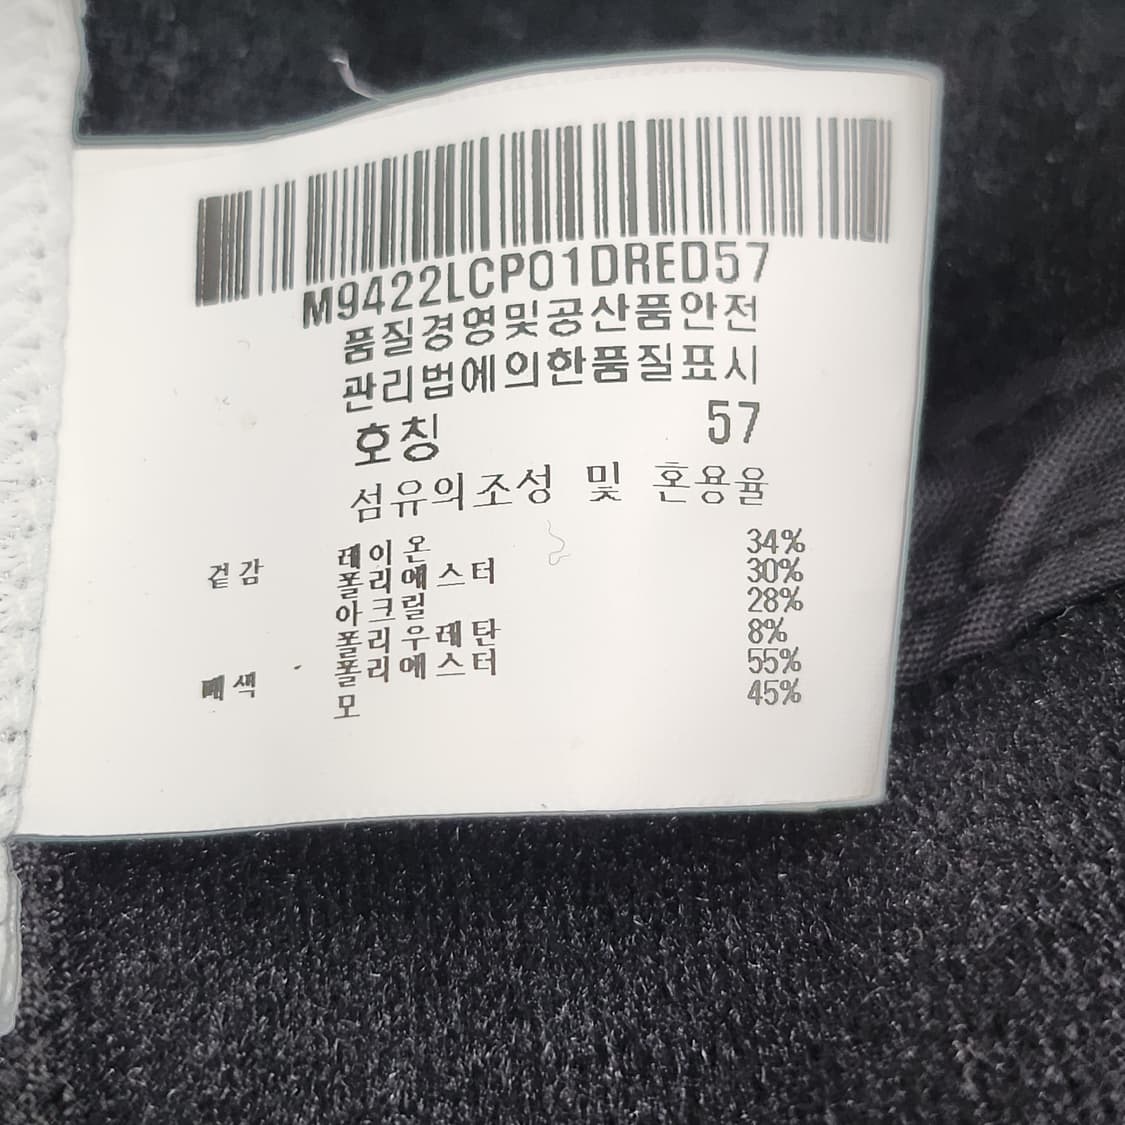 M9422LCP01DRED57
품질경영및공산품안전
관리법에의한품질표시
호칭 57
섬유의조성 및 혼용율
겉감 레이온 34%
폴리에스터 30%
아크릴 28%
폴리우레탄 8%
배색 폴리에스터 55%
모 45%